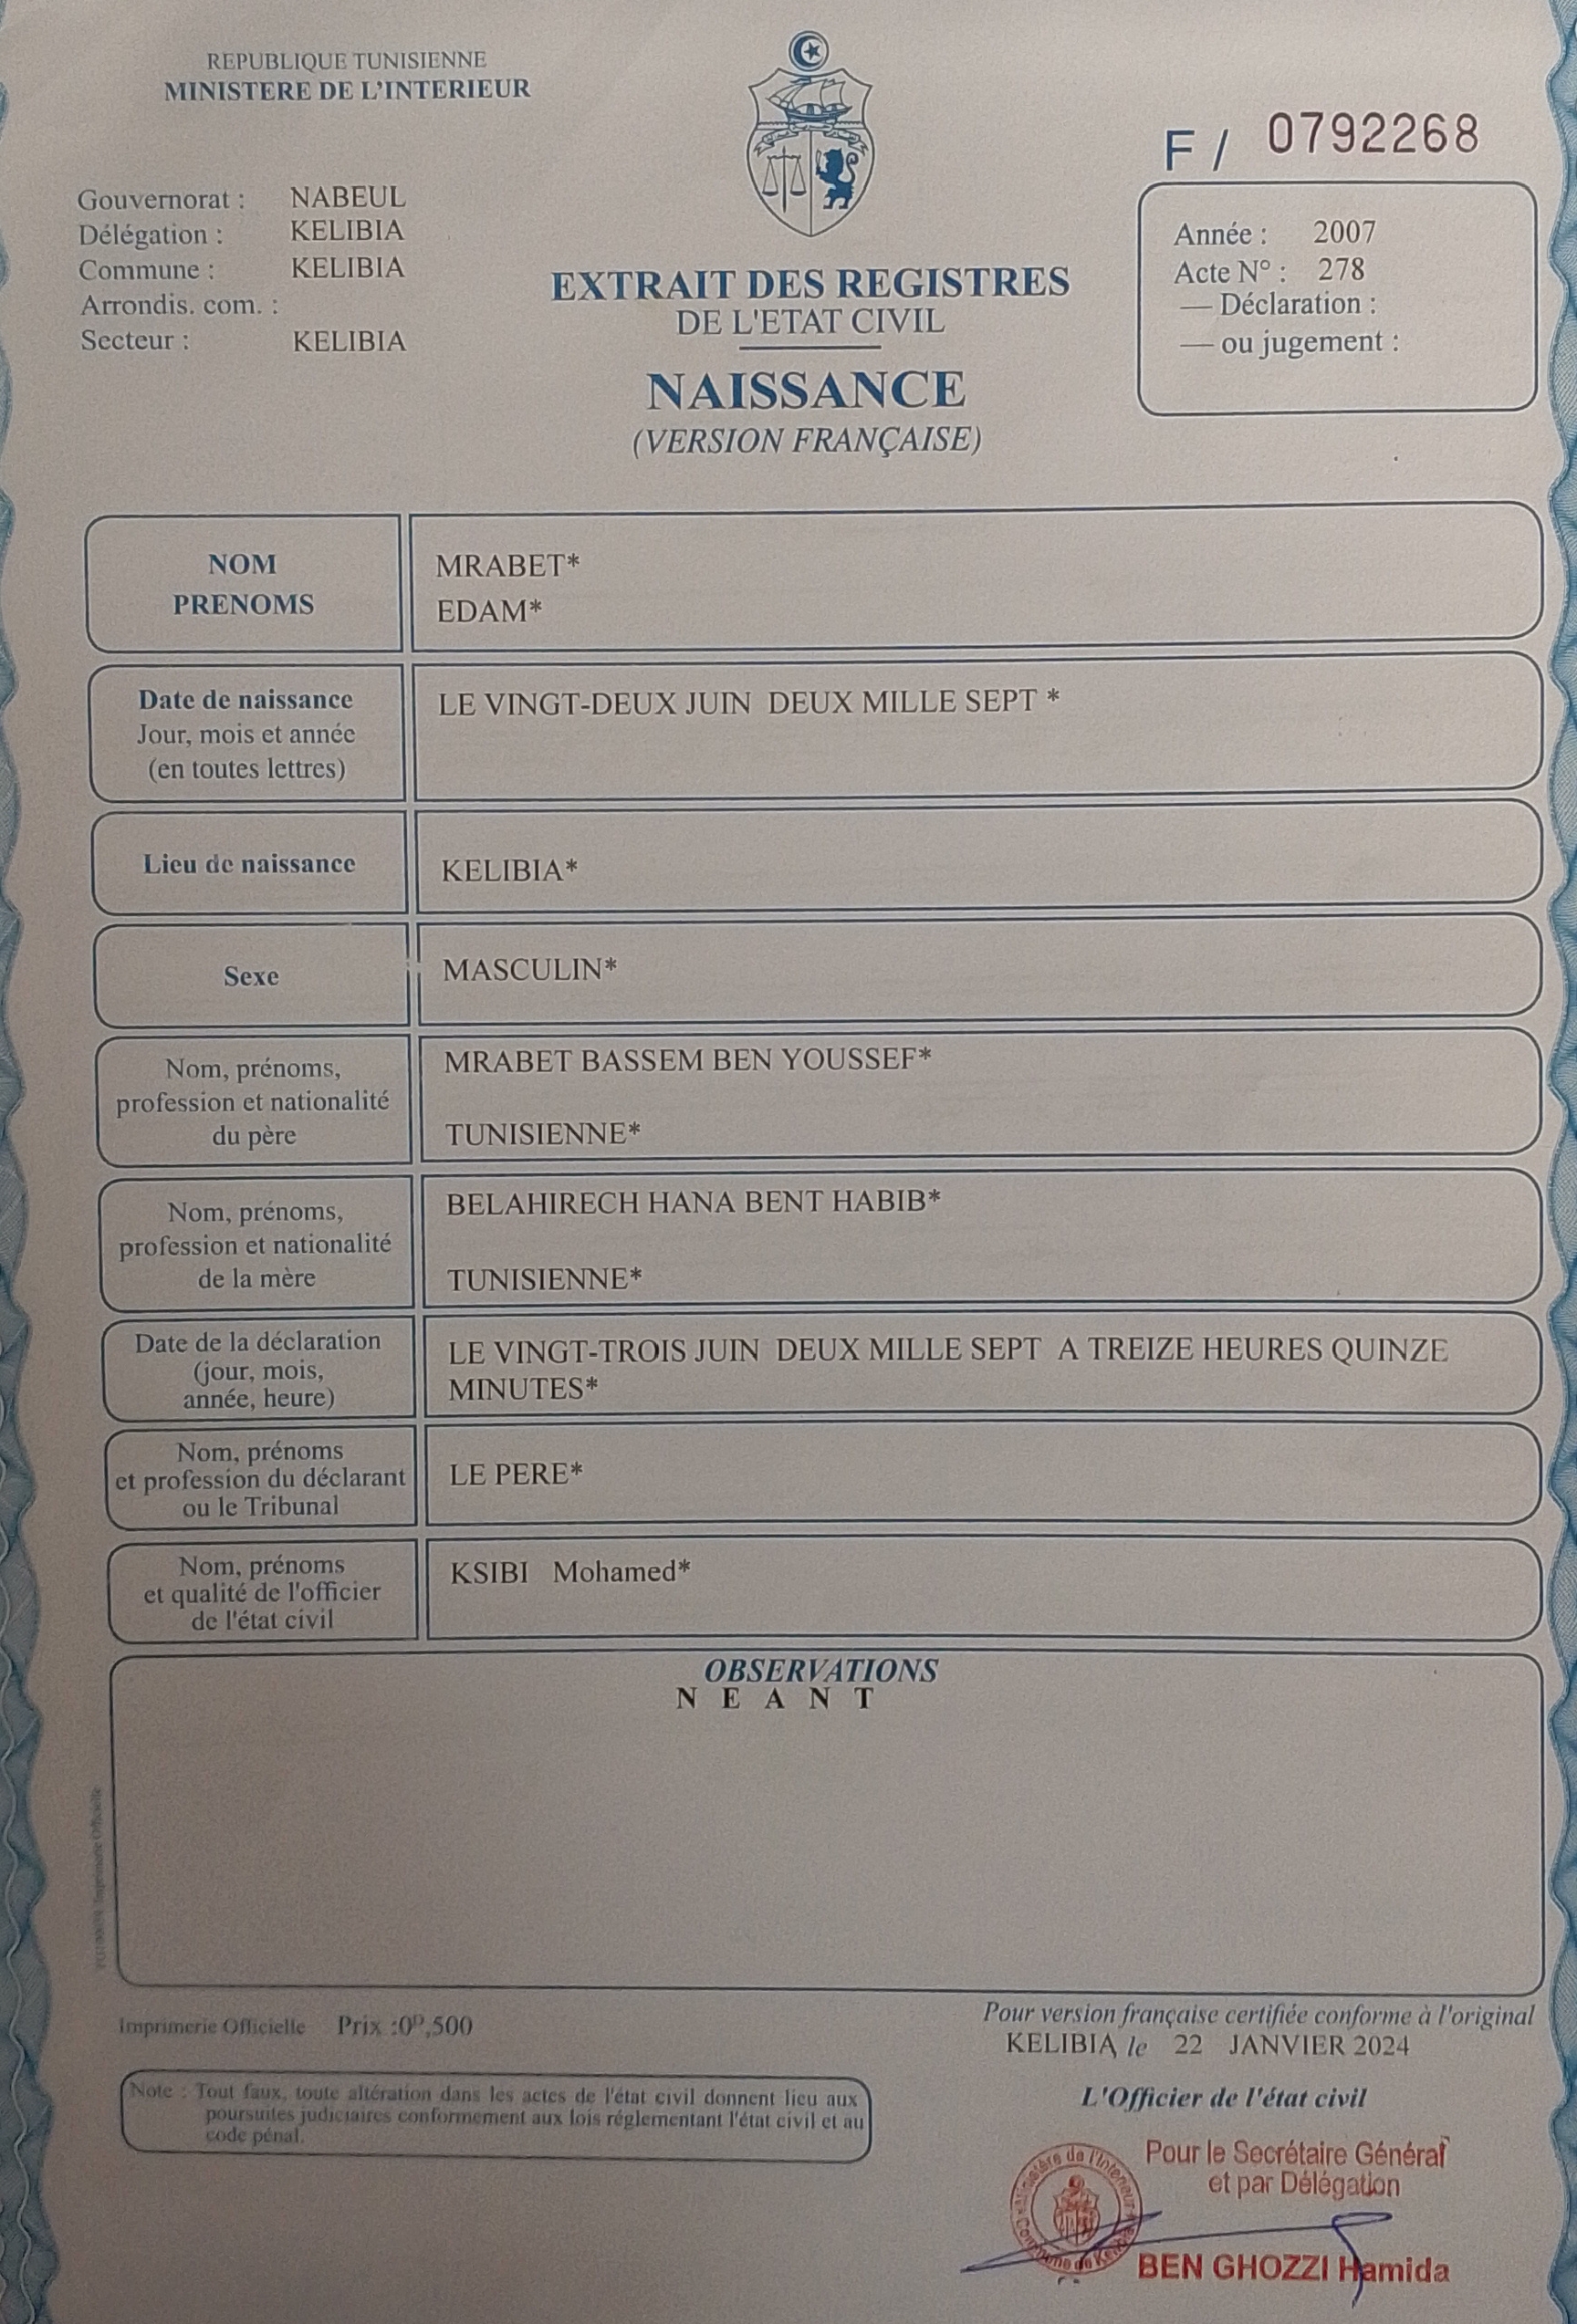 REPUBLIQUE TUNISIENNE
MINISTERE DE L'INTERIEUR
F / 0792268
Gouvernorat : NABEUL
Délégation : KELIBIA
Commune : KELIBIA
Arrondis. com. :
Secteur : KELIBIA
EXTRAIT DES REGISTRES
DE L'ETAT CIVIL
NAISSANCE
(VERSION FRANÇAISE)
Année : 2007
Acte N° : 278
— Déclaration :
— ou jugement :
NOM
PRENOMS
MRABET*
EDAM*
Date de naissance
Jour, mois et année
(en toutes lettres)
LE VINGT-DEUX JUIN DEUX MILLE SEPT *
Lieu de naissance
KELIBIA*
Sexe
MASCULIN*
Nom, prénoms,
profession et nationalité
du père
MRABET BASSEM BEN YOUSSEF*
TUNISIENNE*
Nom, prénoms,
profession et nationalité
de la mère
BELAHIRECH HANA BENT HABIB*
TUNISIENNE*
Date de la déclaration
(jour, mois,
année, heure)
LE VINGT-TROIS JUIN DEUX MILLE SEPT A TREIZE HEURES QUINZE
MINUTES*
Nom, prénoms
et profession du déclarant
ou le Tribunal
LE PERE*
Nom, prénoms
et qualité de l'officier
de l'état civil
KSIBI Mohamed*
OBSERVATIONS
N E A N T
Imprimerie Officielle
Imprimerie Officielle Prix :0ᴰ,500
Pour version française certifiée conforme à l'original
KELIBIA, le 22 JANVIER 2024
Note : Tout faux, toute altération dans les actes de l'état civil donnent lieu aux
poursuites judiciaires conformement aux lois réglementant l'état civil et au
code pénal.
L'Officier de l'état civil
Pour le Secrétaire Général
et par Délégation
Ministère de l'Interieur
Commune de Kelibia
BEN GHOZZI Hamida